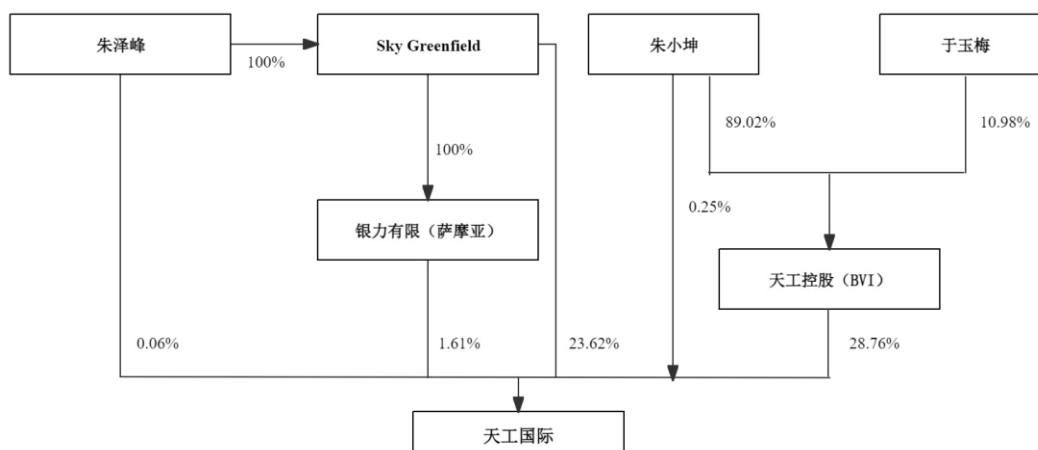 朱泽峰
100%
Sky Greenfield
朱小坤
于玉梅
89.02%
10.98%
100%
银力有限（萨摩亚）
0.25%
天工控股（BVI）
0.06%
1.61%
23.62%
28.76%
天工国际